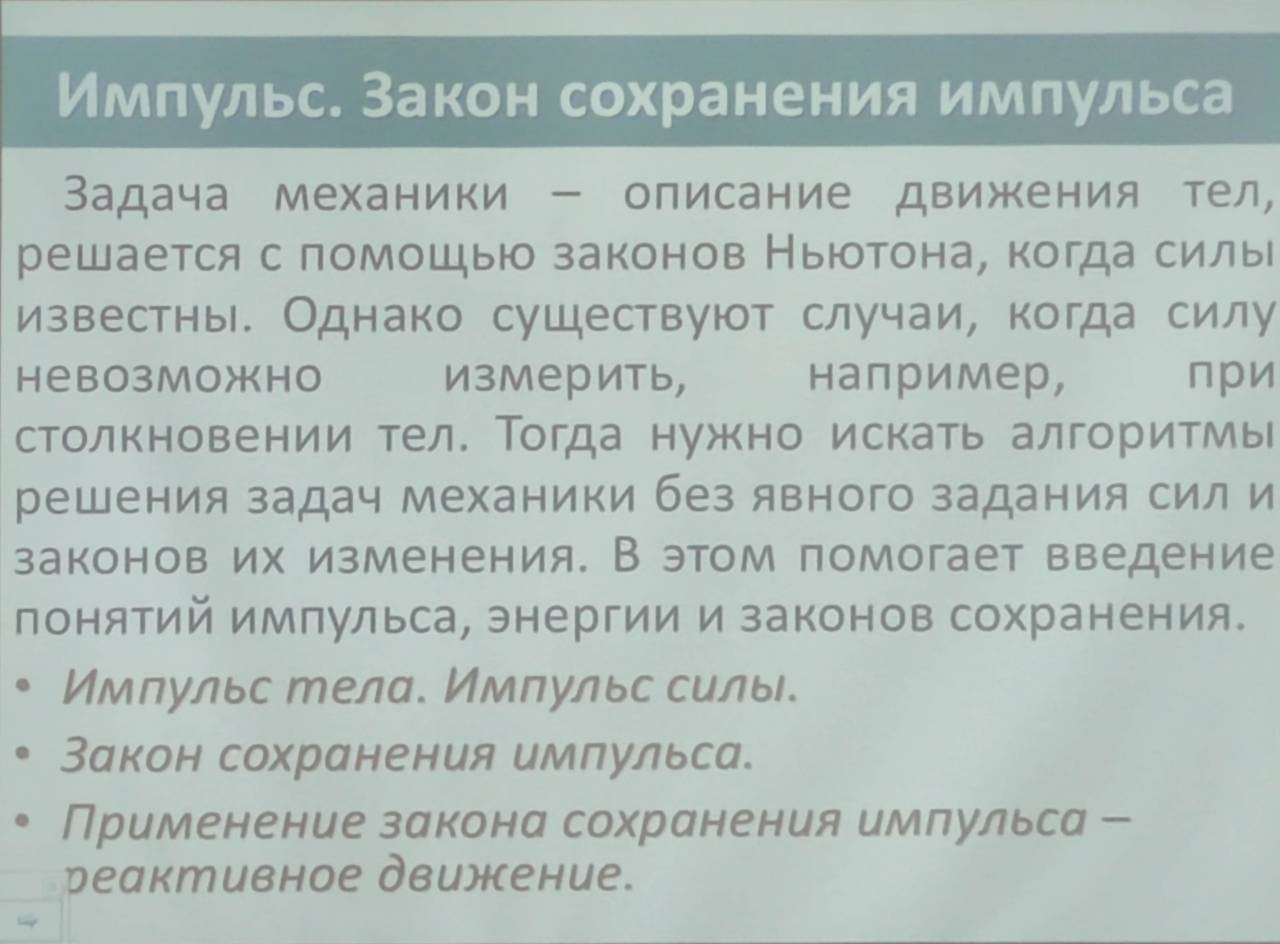 Импульс. Закон сохранения импульса
Задача механики – описание движения тел,
решается с помощью законов Ньютона, когда силы
известны. Однако существуют случаи, когда силу
невозможно измерить, например, при
столкновении тел. Тогда нужно искать алгоритмы
решения задач механики без явного задания сил и
законов их изменения. В этом помогает введение
понятий импульса, энергии и законов сохранения.
• Импульс тела. Импульс силы.
• Закон сохранения импульса.
• Применение закона сохранения импульса –
реактивное движение.